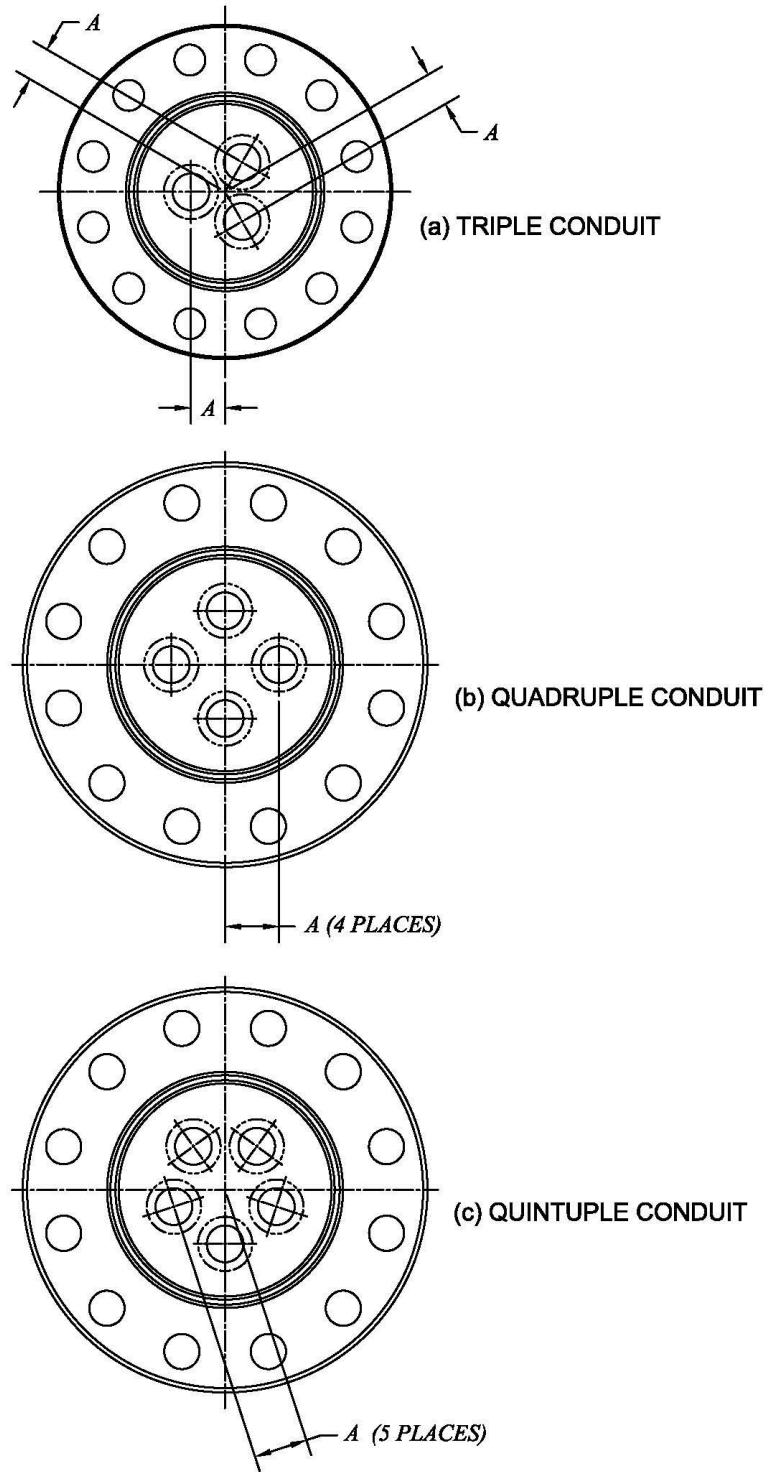 A
A
(a) TRIPLE CONDUIT
A
(b) QUADRUPLE CONDUIT
A (4 PLACES)
(c) QUINTUPLE CONDUIT
A (5 PLACES)